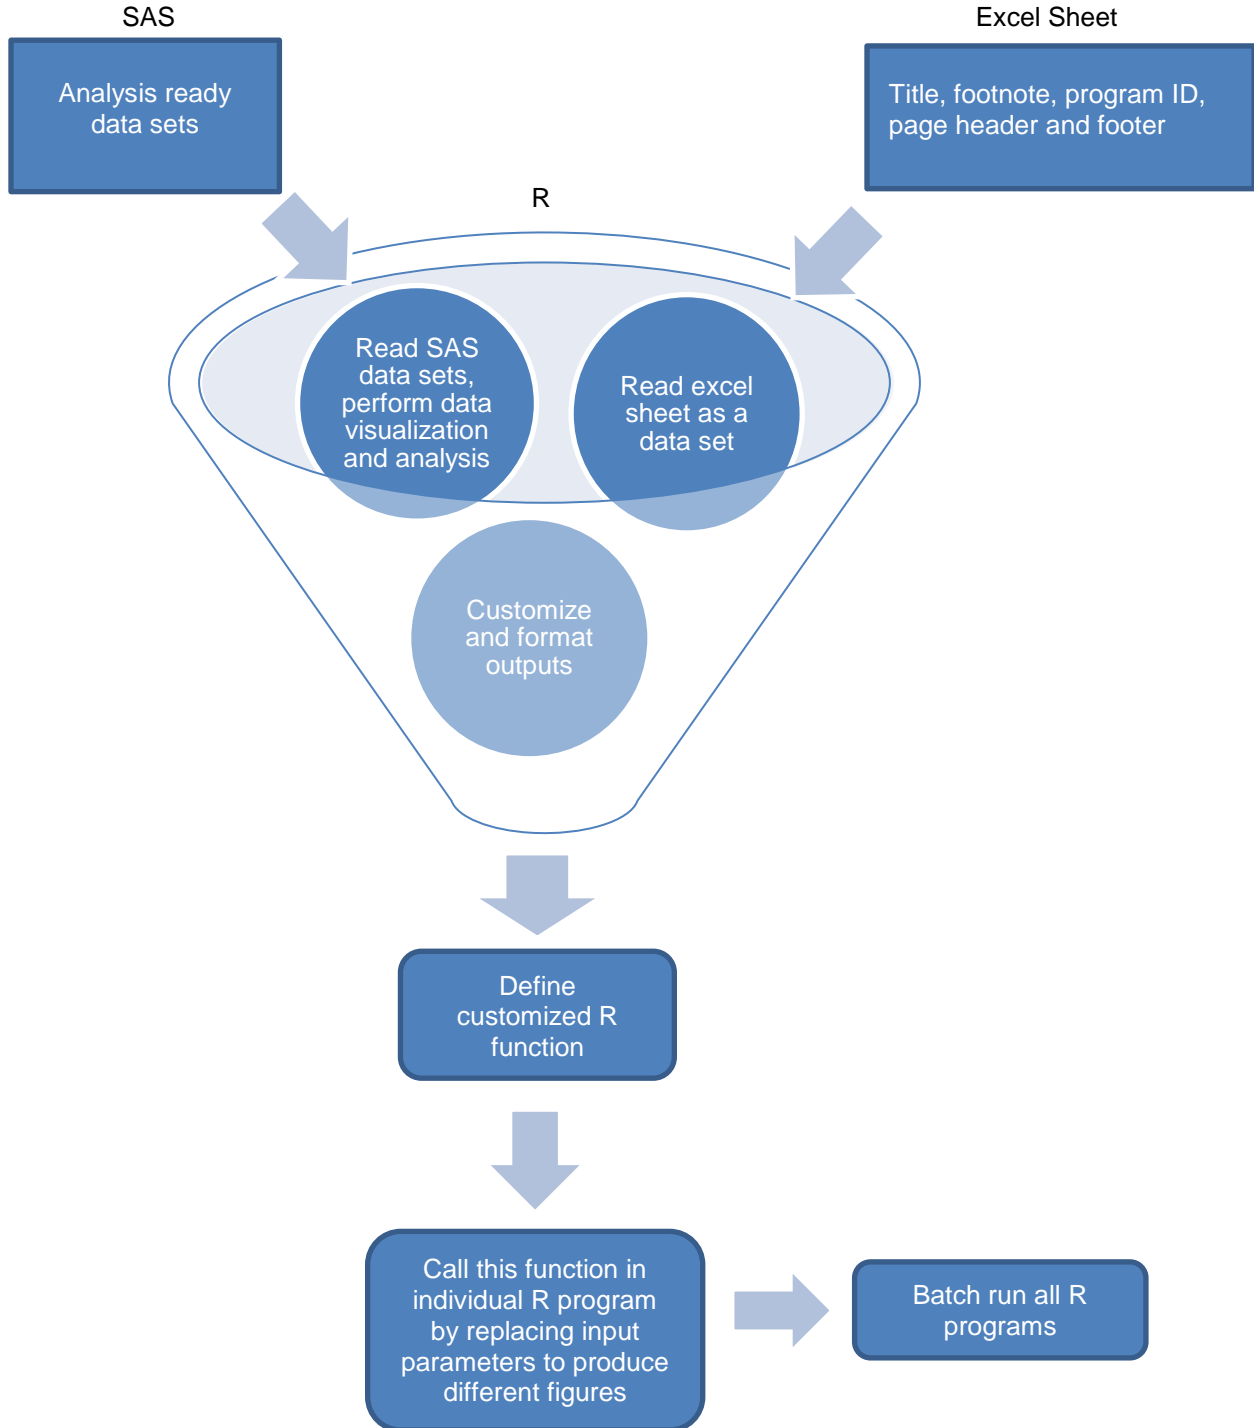 SAS
Excel Sheet
Analysis ready
data sets
Title, footnote, program ID,
page header and footer
R
Read SAS
data sets,
perform data
visualization
and analysis
Read excel
sheet as a
data set
Customize
and format
outputs
Define
customized R
function
Call this function in
individual R program
by replacing input
parameters to produce
different figures
Batch run all R
programs